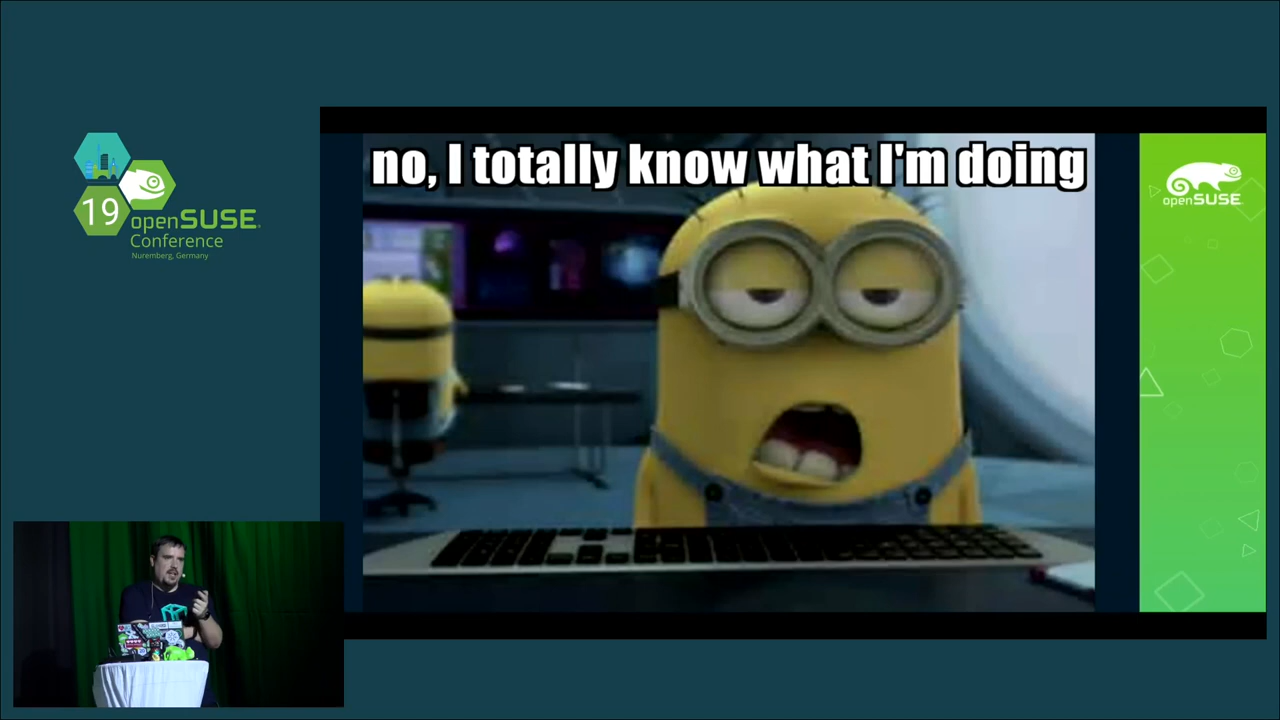 no, I totally know what I'm doing
19
openSUSE
Conference
Nuremberg, Germany
openSUSE